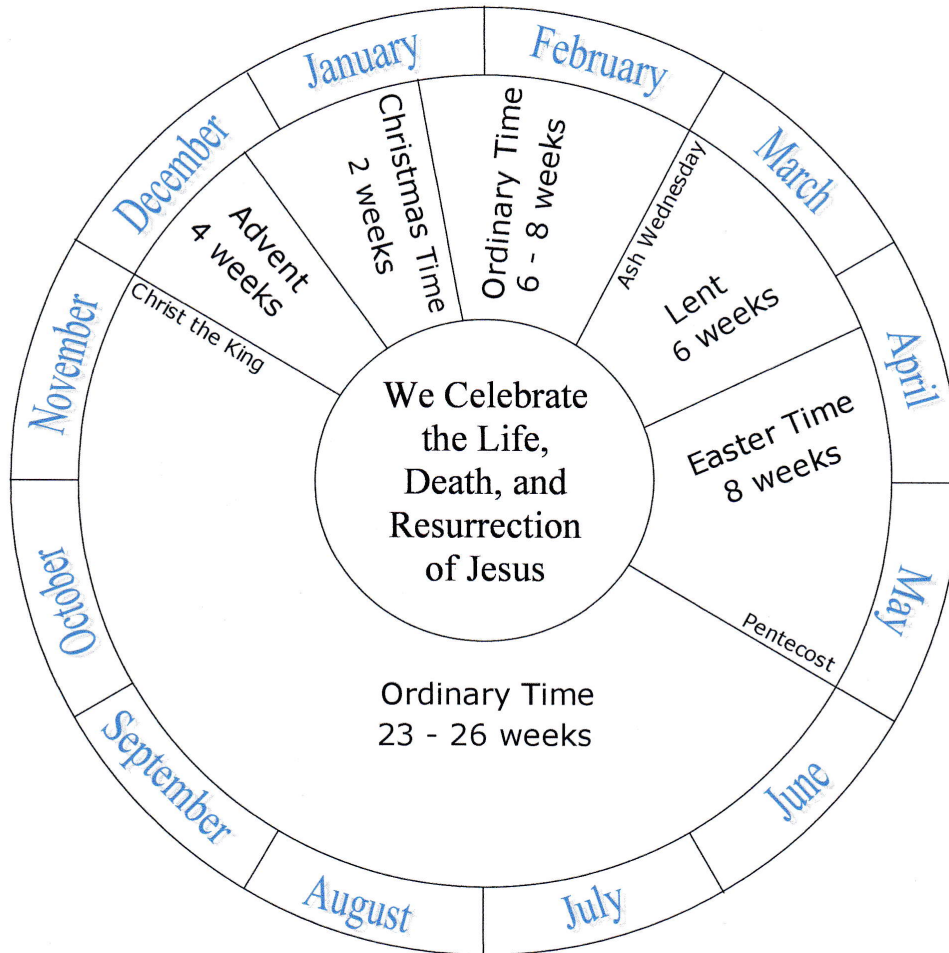 January
February
March
April
May
June
July
August
September
October
November
December
Advent
4 weeks
Christmas Time
2 weeks
Ordinary Time
6 - 8 weeks
Ash Wednesday
Lent
6 weeks
Easter Time
8 weeks
Pentecost
Ordinary Time
23 - 26 weeks
Christ the King
We Celebrate
the Life,
Death, and
Resurrection
of Jesus